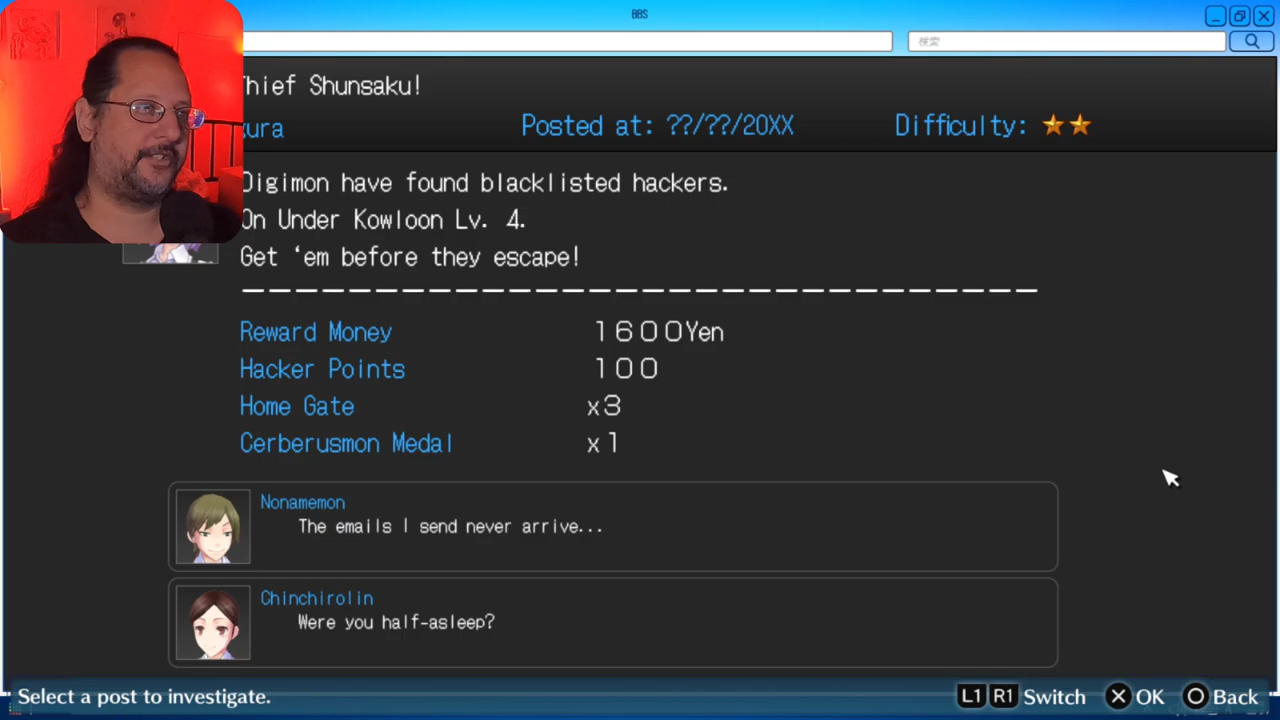 BBS
検索
Thief Shunsaku!
Posted at: ??/??/20XX
Difficulty:
Digimon have found blacklisted hackers.
On Under Kowloon Lv. 4.
Get ‘em before they escape!
Reward Money 1600Yen
Hacker Points 100
Home Gate x3
Cerberusmon Medal x1
Nonamemon
The emails I send never arrive...
Chinchirolin
Were you half-asleep?
Select a post to investigate.
L1 R1 Switch X OK O Back